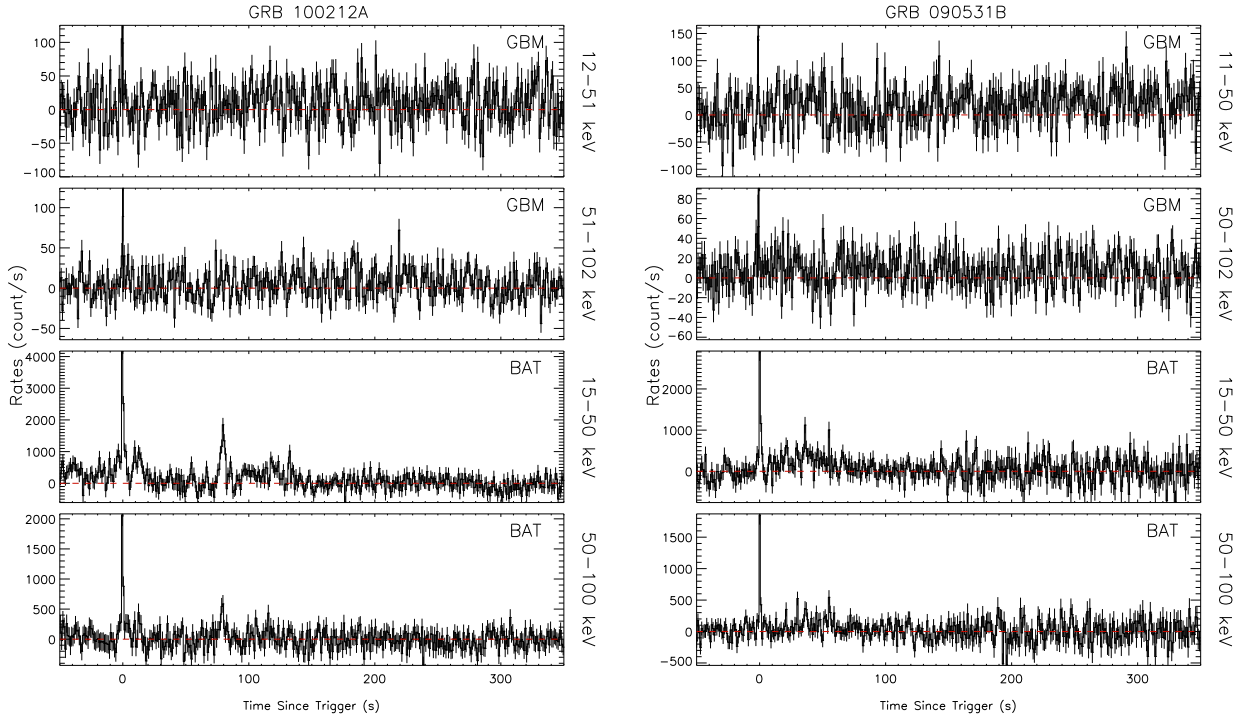 GRB 100212A
GBM
100
50
0
−50
−100
12−51 keV
GBM
100
50
0
−50
51−102 keV
BAT
4000
3000
2000
1000
0
15−50 keV
BAT
2000
1500
1000
500
0
50−100 keV
Rates (count/s)
0 100 200 300
Time Since Trigger (s)
GRB 090531B
GBM
150
100
50
0
−50
−100
11−50 keV
GBM
80
60
40
20
0
−20
−40
−60
50−102 keV
BAT
2000
1000
0
15−50 keV
BAT
1500
1000
500
0
−500
50−100 keV
Rates (count/s)
0 100 200 300
Time Since Trigger (s)